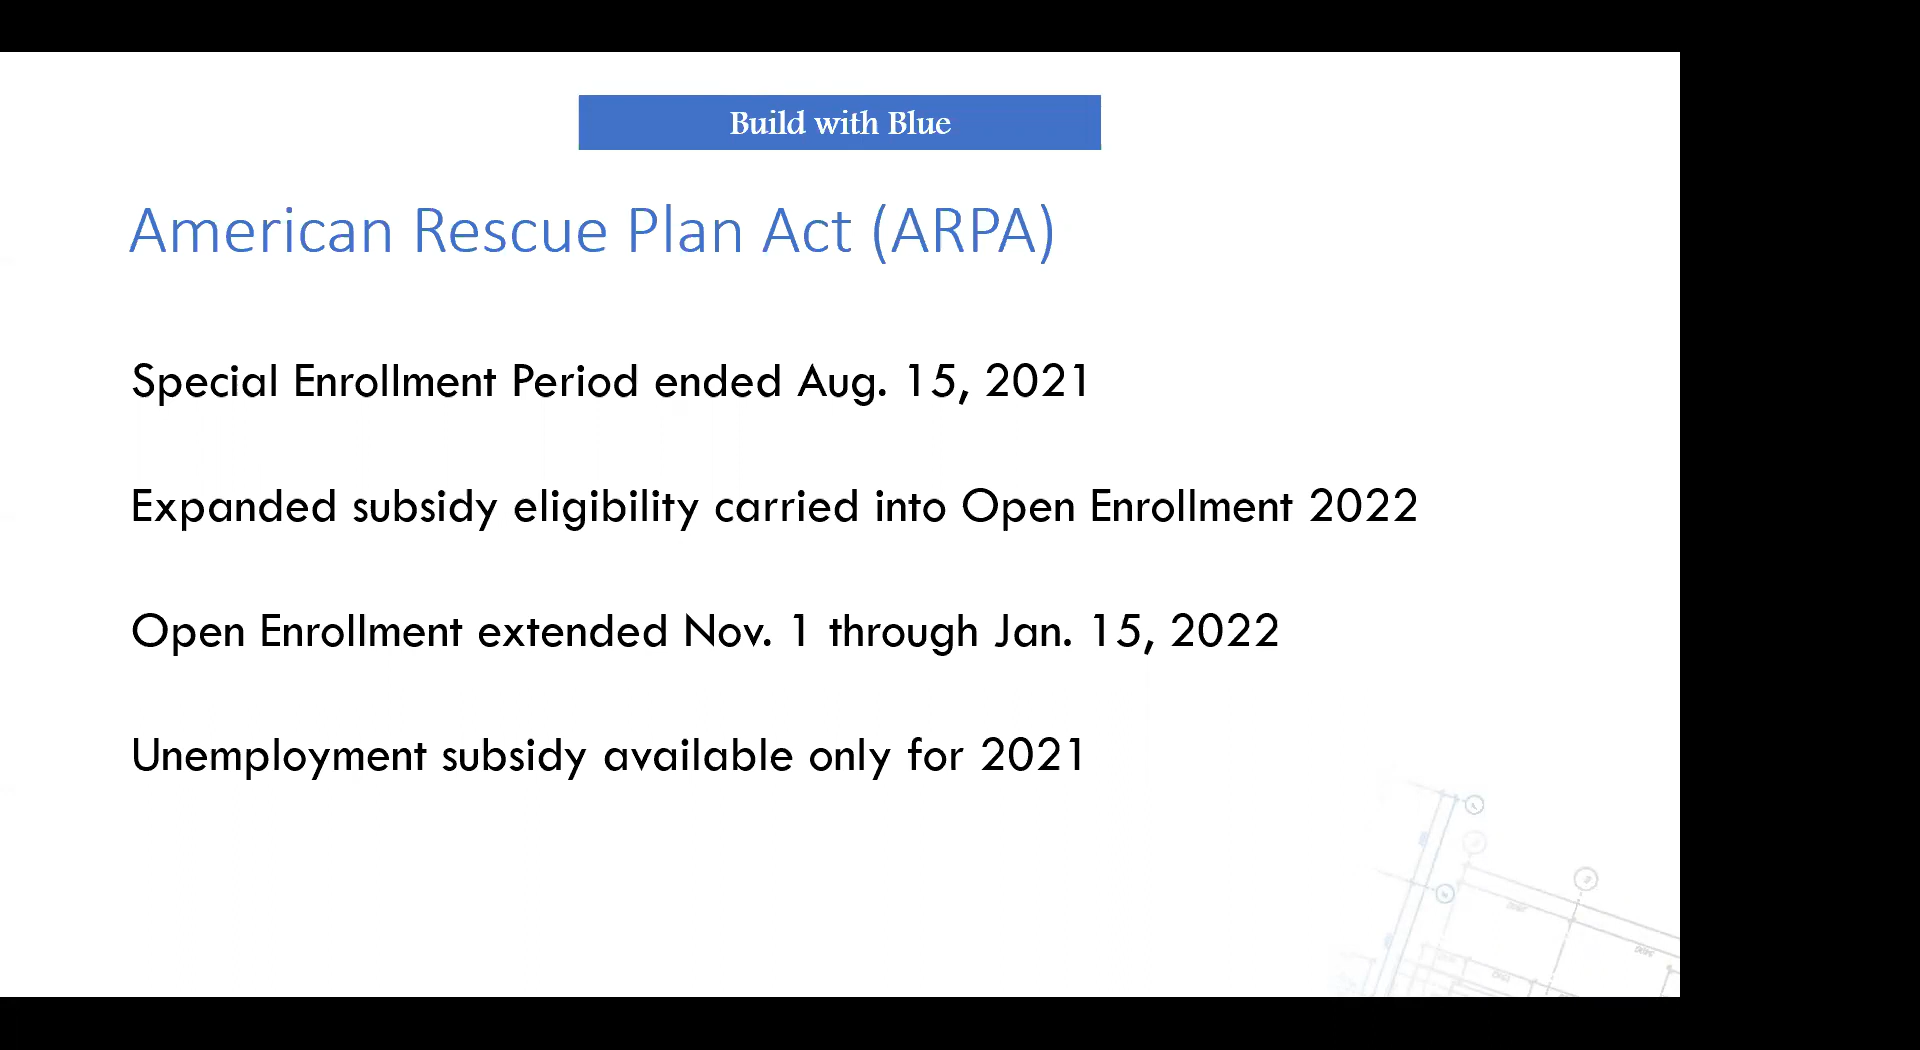 Build with Blue
American Rescue Plan Act (ARPA)
Special Enrollment Period ended Aug. 15, 2021
Expanded subsidy eligibility carried into Open Enrollment 2022
Open Enrollment extended Nov. 1 through Jan. 15, 2022
Unemployment subsidy available only for 2021